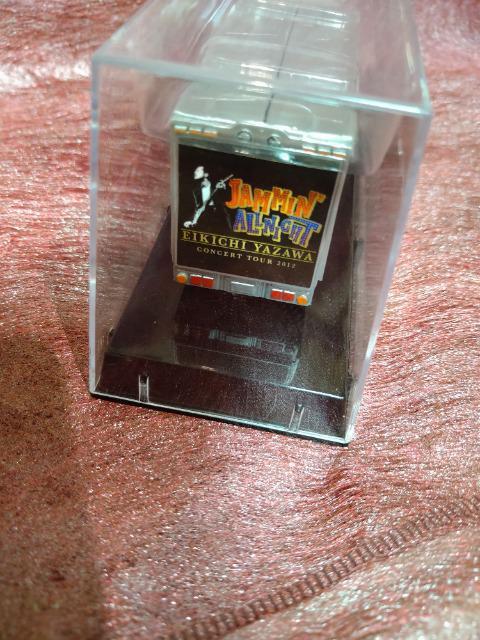 JAMMIN'
ALL NIGHT
EIKICHI YAZAWA
CONCERT TOUR 2012